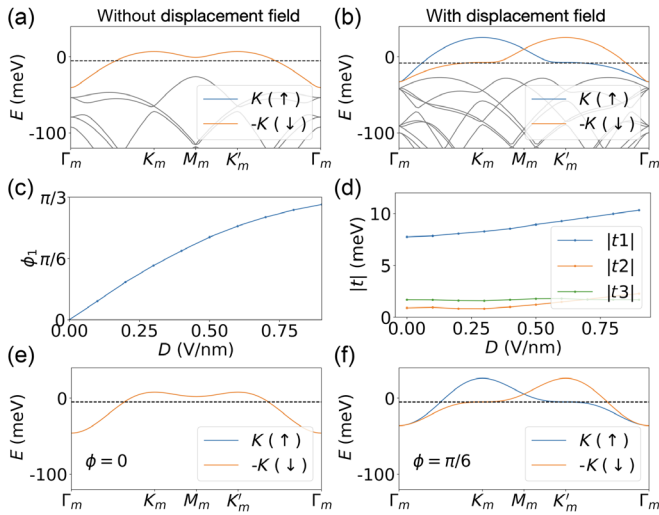 (a) Without displacement field
(b) With displacement field
E (meV)
0
-100
K (↑)
-K (↓)
Γm Km Mm K′m Γm
E (meV)
0
-100
K (↑)
-K (↓)
Γm Km Mm K′m Γm
(c)
ϕ1
π/3
π/6
0
0.00 0.25 0.50 0.75
D (V/nm)
(d)
|t| (meV)
10
5
0
|t1|
|t2|
|t3|
0.00 0.25 0.50 0.75
D (V/nm)
(e)
E (meV)
0
-100
ϕ = 0
K (↑)
-K (↓)
Γm Km Mm K′m Γm
(f)
E (meV)
0
-100
ϕ = π/6
K (↑)
-K (↓)
Γm Km Mm K′m Γm